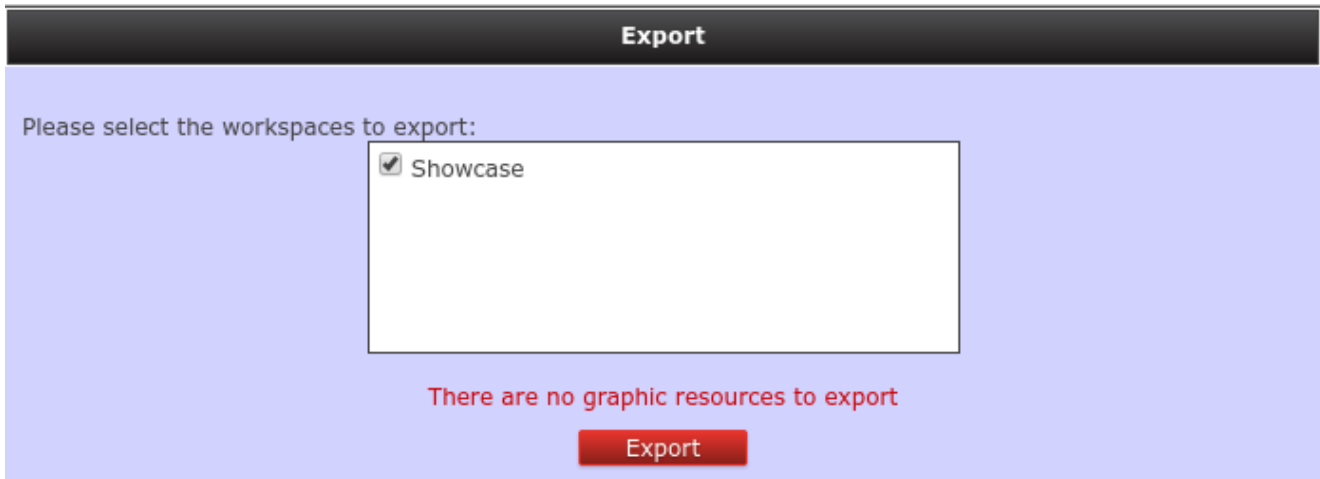 Export
Please select the workspaces to export:
Showcase
There are no graphic resources to export
Export